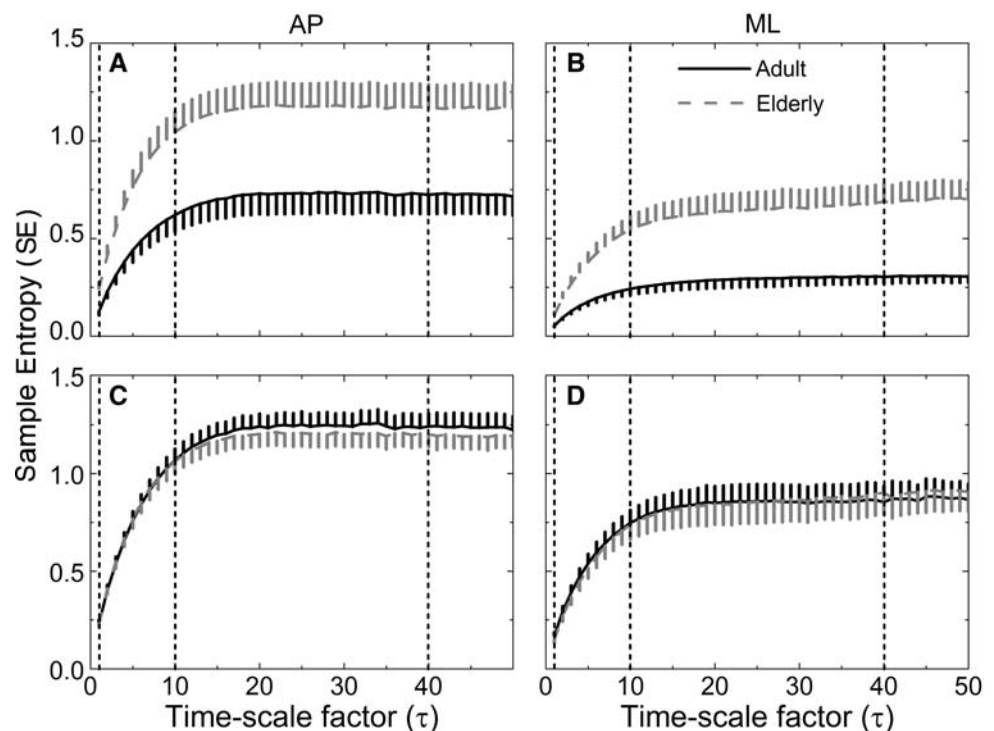 AP
ML
1.5
A
B
Adult
Elderly
1.0
0.5
0.0
1.5
C
D
1.0
0.5
0.0
0 10 20 30 40
0 10 20 30 40 50
Sample Entropy (SE)
Time-scale factor (τ)
Time-scale factor (τ)